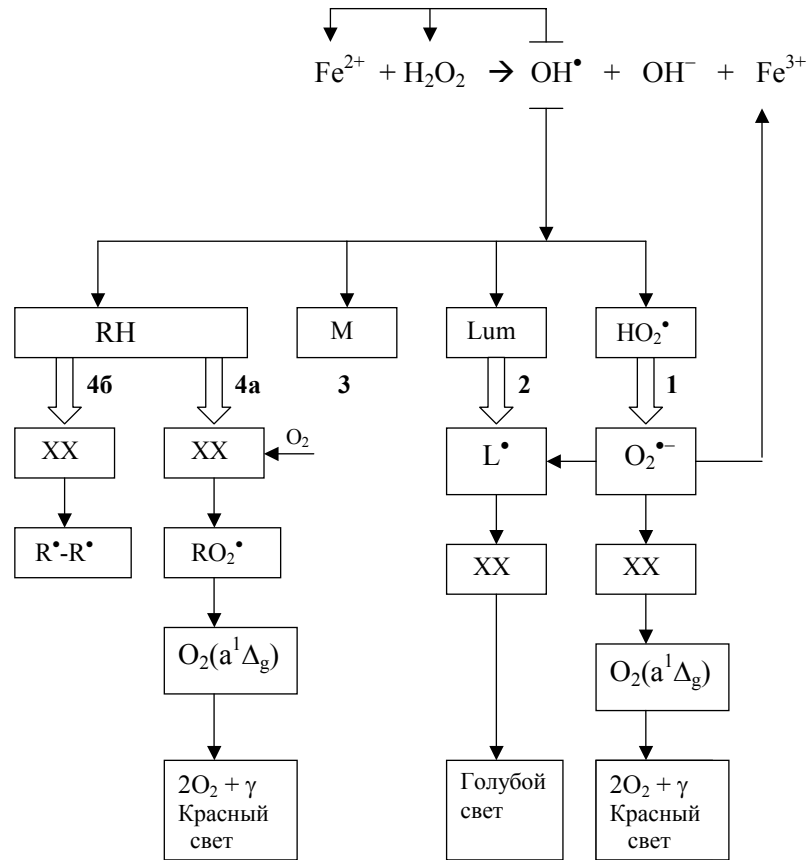 Fe²⁺ + H₂O₂ → OH• + OH⁻ + Fe³⁺
RH
M
Lum
HO₂•
4б
4а
3
2
1
XX
XX
O₂
L•
O₂•⁻
R•-R•
RO₂•
XX
XX
O₂(a¹Δg)
O₂(a¹Δg)
2O₂ + γ
Красный
свет
Голубой
свет
2O₂ + γ
Красный
свет